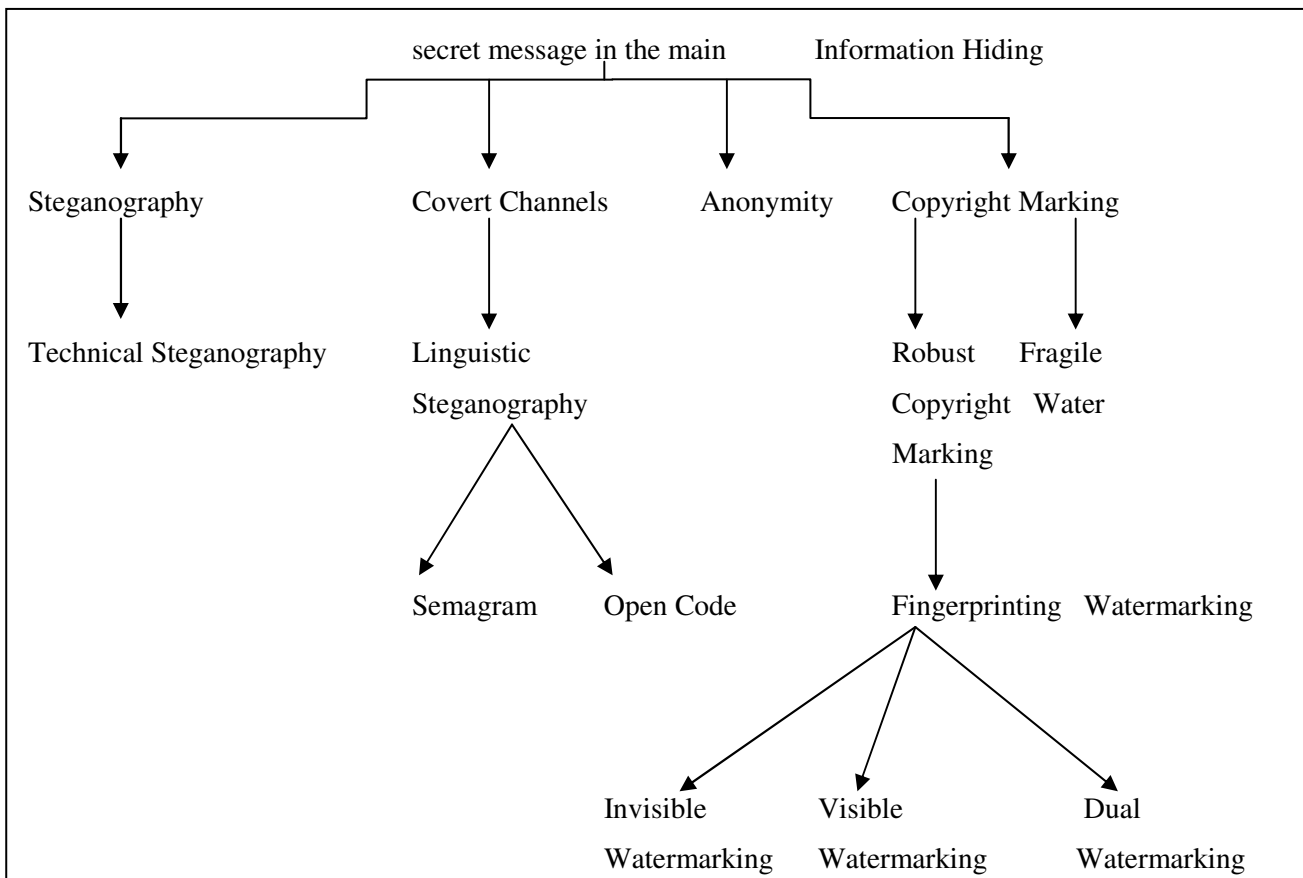 secret message in the main Information Hiding
Steganography Covert Channels Anonymity Copyright Marking
Technical Steganography Linguistic Robust Fragile
Steganography Copyright Water
Marking
Semagram Open Code Fingerprinting Watermarking
Invisible Visible Dual
Watermarking Watermarking Watermarking